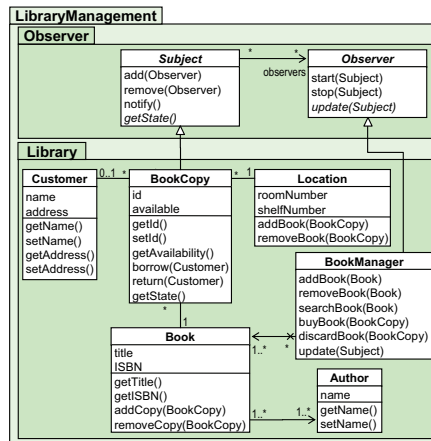 LibraryManagement
Observer
Subject
add(Observer)
remove(Observer)
notify()
getState()
*
*
observers
Observer
start(Subject)
stop(Subject)
update(Subject)
Library
Customer
name
address
getName()
setName()
getAddress()
setAddress()
0..1
*
BookCopy
id
available
getId()
setId()
getAvailability()
borrow(Customer)
return(Customer)
getState()
*
1
Location
roomNumber
shelfNumber
addBook(BookCopy)
removeBook(BookCopy)
BookManager
addBook(Book)
removeBook(Book)
searchBook(Book)
buyBook(BookCopy)
discardBook(BookCopy)
update(Subject)
*
1
Book
title
ISBN
getTitle()
getISBN()
addCopy(BookCopy)
removeCopy(BookCopy)
1..*
*
1..*
1..*
Author
name
getName()
setName()